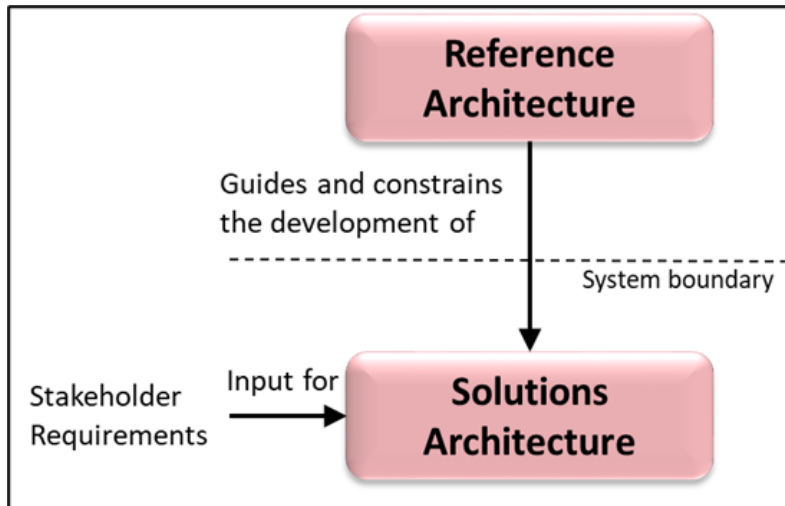 Reference
Architecture
Guides and constrains
the development of
System boundary
Input for
Stakeholder
Requirements
Solutions
Architecture